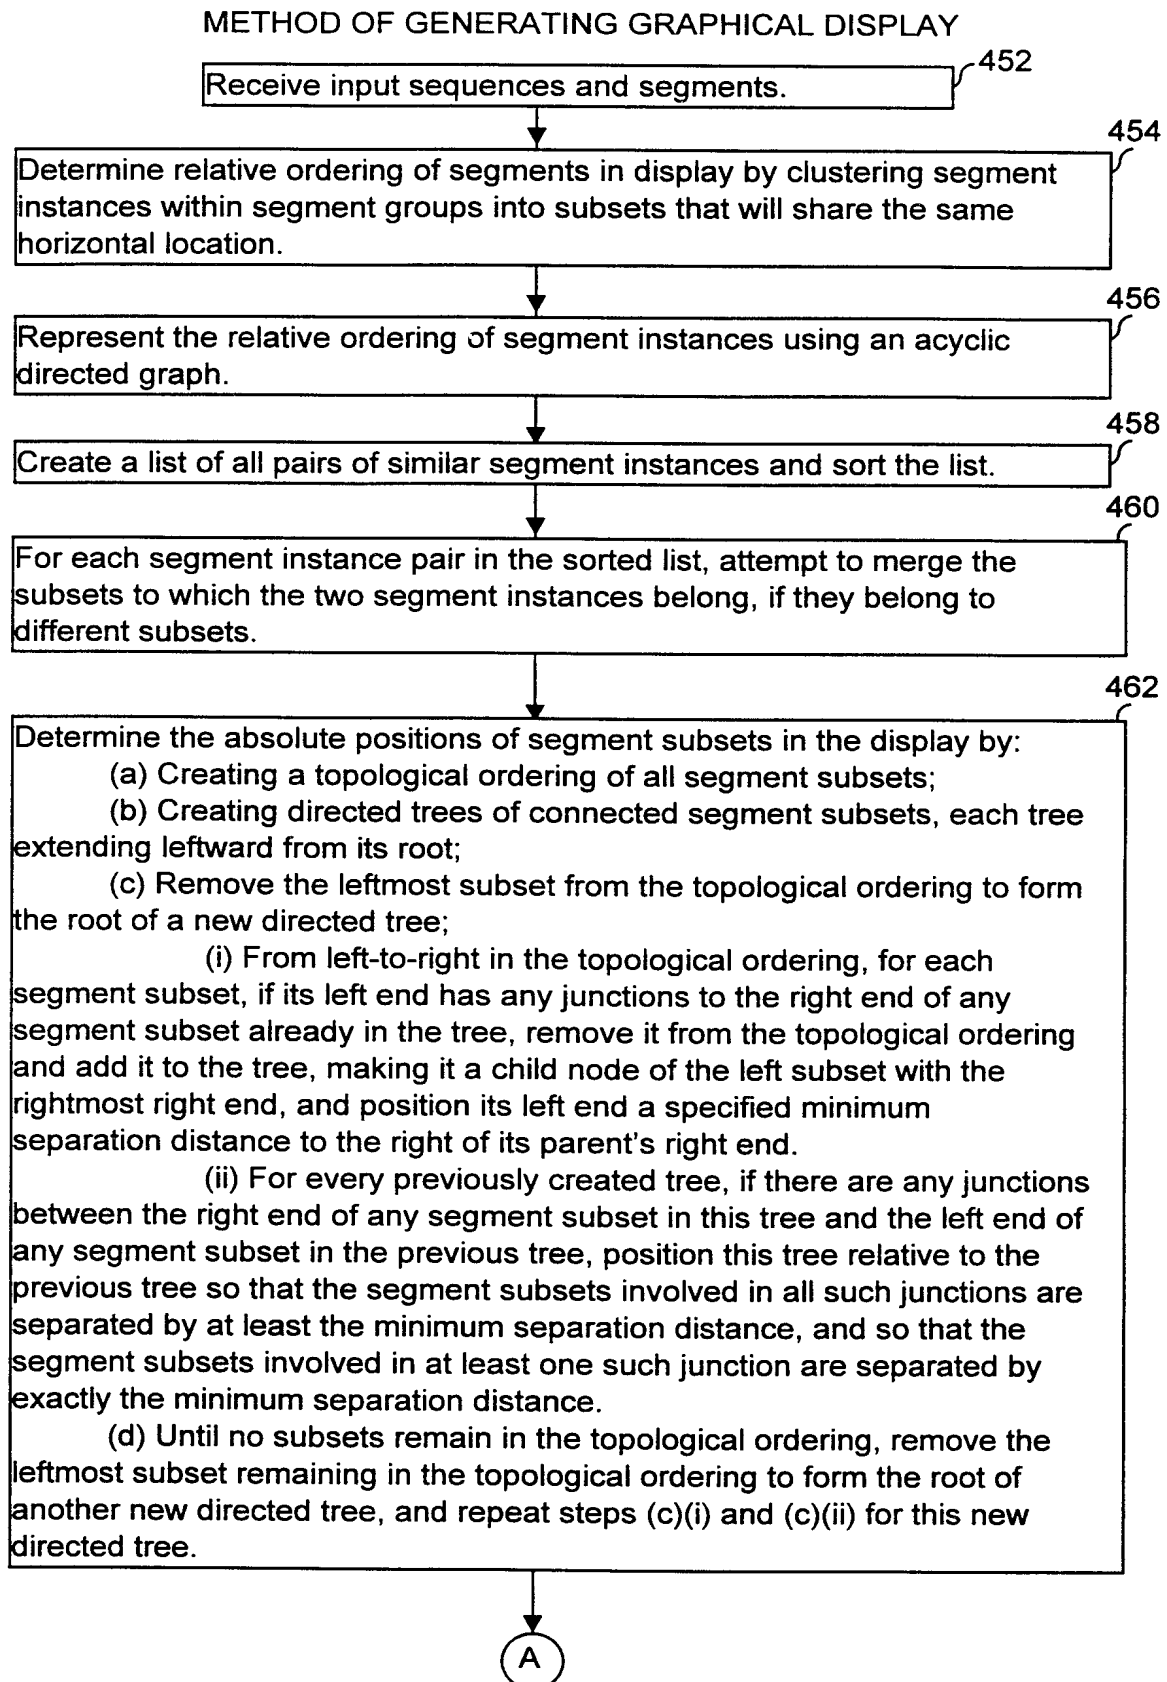 METHOD OF GENERATING GRAPHICAL DISPLAY
452
Receive input sequences and segments.
454
Determine relative ordering of segments in display by clustering segment
instances within segment groups into subsets that will share the same
horizontal location.
456
Represent the relative ordering of segment instances using an acyclic
directed graph.
458
Create a list of all pairs of similar segment instances and sort the list.
460
For each segment instance pair in the sorted list, attempt to merge the
subsets to which the two segment instances belong, if they belong to
different subsets.
462
Determine the absolute positions of segment subsets in the display by:
(a) Creating a topological ordering of all segment subsets;
(b) Creating directed trees of connected segment subsets, each tree
extending leftward from its root;
(c) Remove the leftmost subset from the topological ordering to form
the root of a new directed tree;
(i) From left-to-right in the topological ordering, for each
segment subset, if its left end has any junctions to the right end of any
segment subset already in the tree, remove it from the topological ordering
and add it to the tree, making it a child node of the left subset with the
rightmost right end, and position its left end a specified minimum
separation distance to the right of its parent's right end.
(ii) For every previously created tree, if there are any junctions
between the right end of any segment subset in this tree and the left end of
any segment subset in the previous tree, position this tree relative to the
previous tree so that the segment subsets involved in all such junctions are
separated by at least the minimum separation distance, and so that the
segment subsets involved in at least one such junction are separated by
exactly the minimum separation distance.
(d) Until no subsets remain in the topological ordering, remove the
leftmost subset remaining in the topological ordering to form the root of
another new directed tree, and repeat steps (c)(i) and (c)(ii) for this new
directed tree.
A